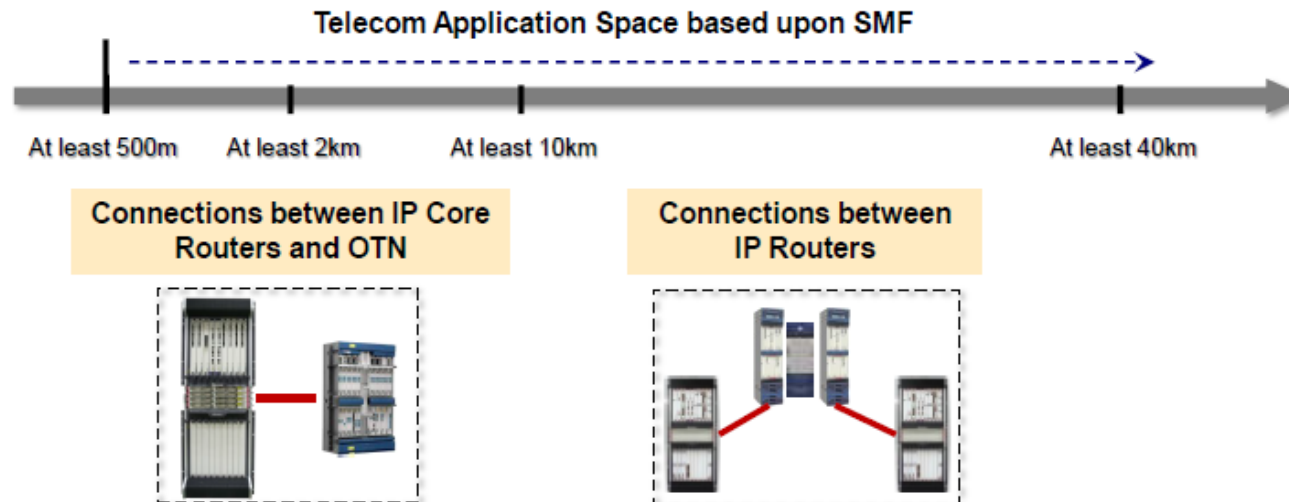 Telecom Application Space based upon SMF
At least 500m
At least 2km
At least 10km
At least 40km
Connections between IP Core
Routers and OTN
Connections between
IP Routers